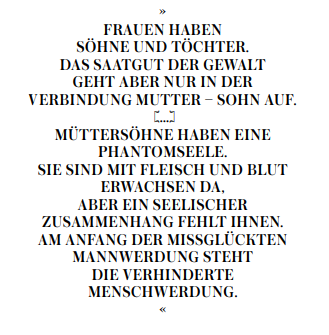 »
FRAUEN HABEN
SÖHNE UND TÖCHTER.
DAS SAATGUT DER GEWALT
GEHT ABER NUR IN DER
VERBINDUNG MUTTER – SOHN AUF.
[...]
MÜTTERSÖHNE HABEN EINE
PHANTOMSEELE.
SIE SIND MIT FLEISCH UND BLUT
ERWACHSEN DA,
ABER EIN SEELISCHER
ZUSAMMENHANG FEHLT IHNEN.
AM ANFANG DER MISSGLÜCKTEN
MANNWERDUNG STEHT
DIE VERHINDERTE
MENSCHWERDUNG.
«